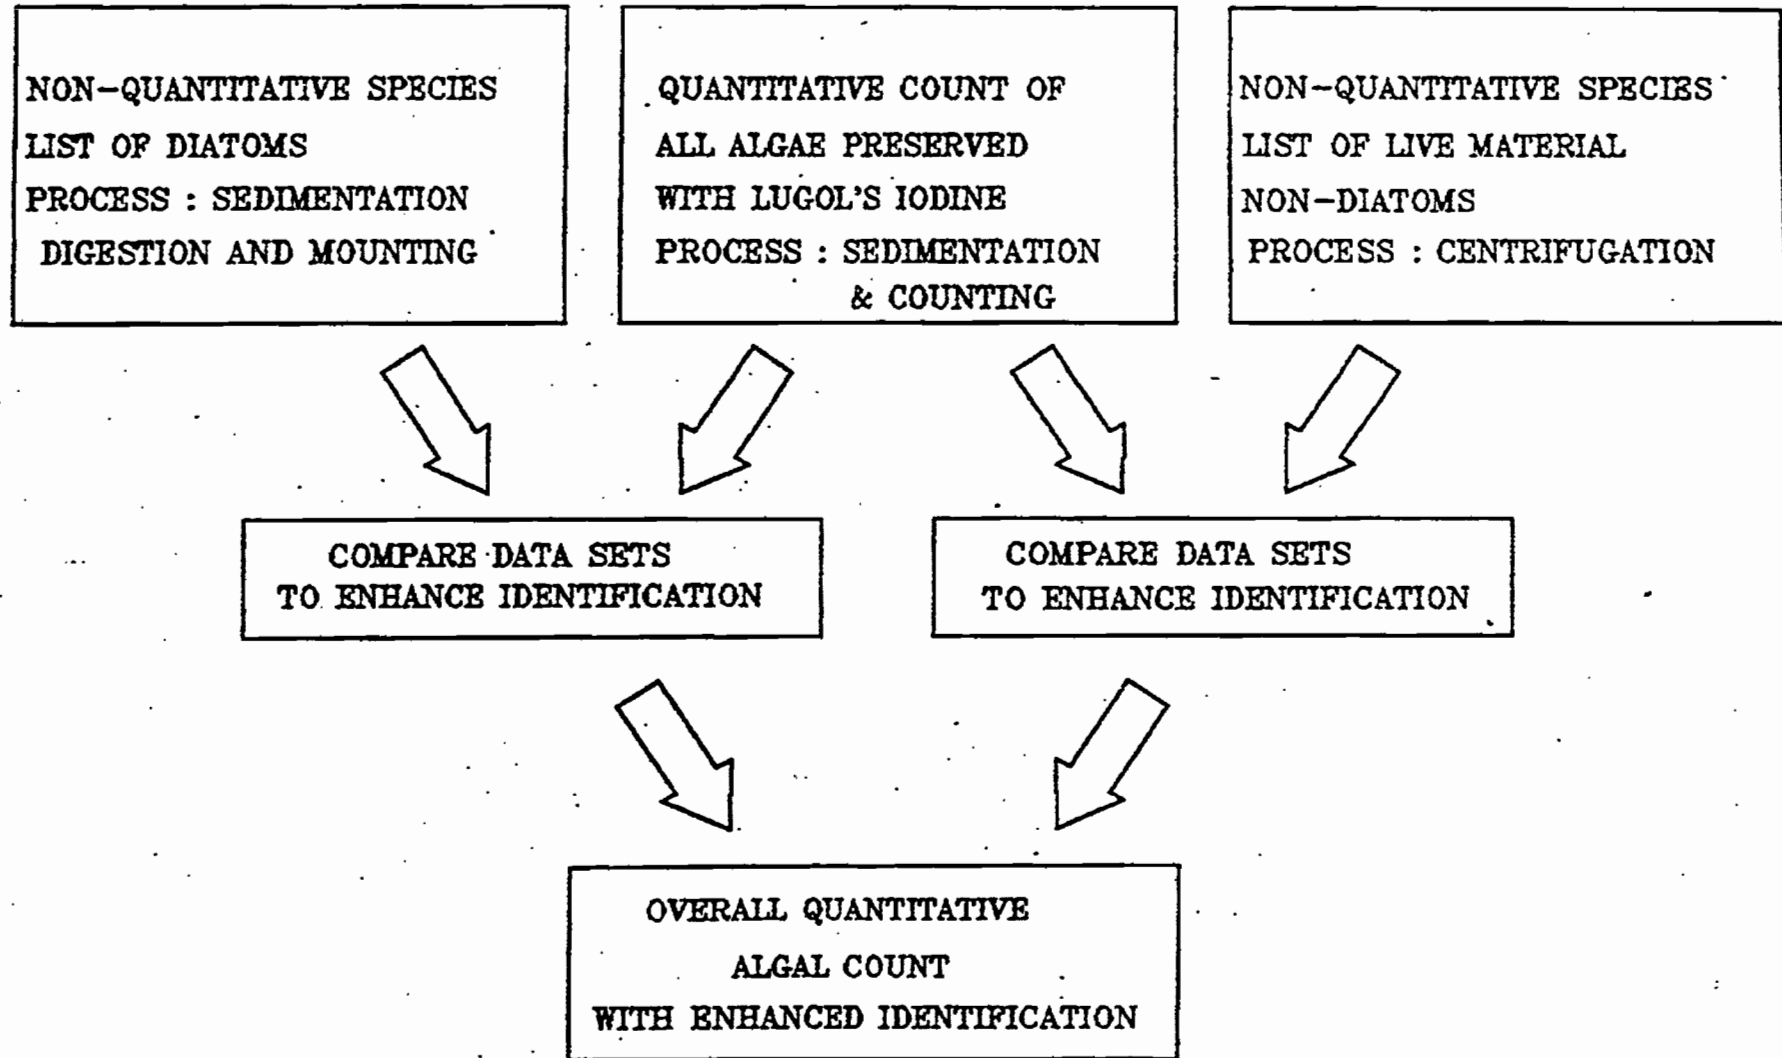 NON-QUANTITATIVE SPECIES
LIST OF DIATOMS
PROCESS : SEDIMENTATION
DIGESTION AND MOUNTING
QUANTITATIVE COUNT OF
ALL ALGAE PRESERVED
WITH LUGOL'S IODINE
PROCESS : SEDIMENTATION
& COUNTING
NON-QUANTITATIVE SPECIES
LIST OF LIVE MATERIAL
NON-DIATOMS
PROCESS : CENTRIFUGATION
COMPARE DATA SETS
TO ENHANCE IDENTIFICATION
COMPARE DATA SETS
TO ENHANCE IDENTIFICATION
OVERALL QUANTITATIVE
ALGAL COUNT
WITH ENHANCED IDENTIFICATION